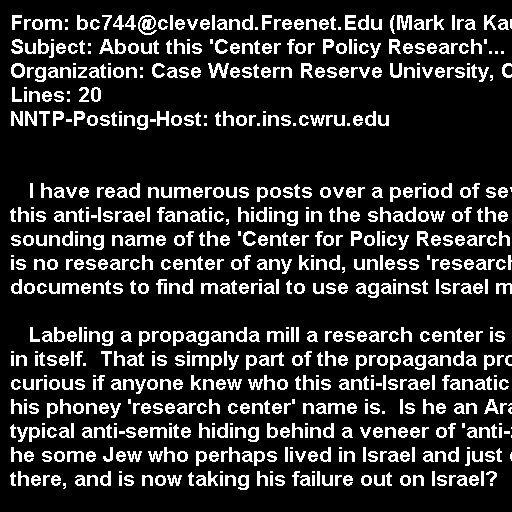 From: bc744@cleveland.Freenet.Edu (Mark Ira Kau
Subject: About this 'Center for Policy Research'...
Organization: Case Western Reserve University, C
Lines: 20
NNTP-Posting-Host: thor.ins.cwru.edu
I have read numerous posts over a period of sev
this anti-Israel fanatic, hiding in the shadow of the
sounding name of the 'Center for Policy Research
is no research center of any kind, unless 'research
documents to find material to use against Israel m
Labeling a propaganda mill a research center is
in itself.  That is simply part of the propaganda pro
curious if anyone knew who this anti-Israel fanatic
his phoney 'research center' name is.  Is he an Ara
typical anti-semite hiding behind a veneer of 'anti-z
he some Jew who perhaps lived in Israel and just
there, and is now taking his failure out on Israel?